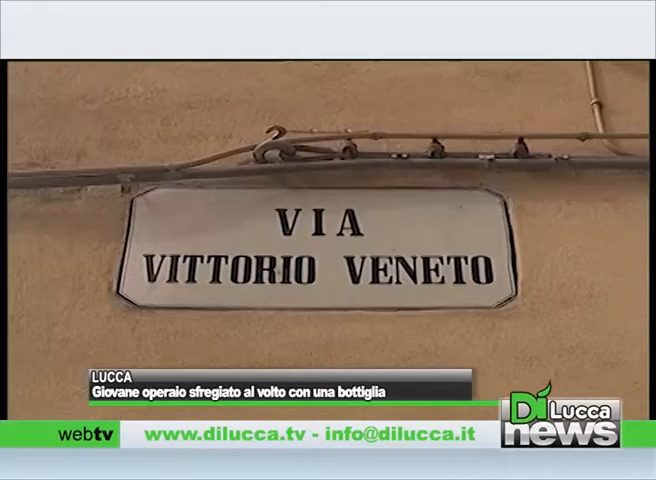 VIA
VITTORIO VENETO
LUCCA
Giovane operaio sfregiato al volto con una bottiglia
webtv www.dilucca.tv - info@dilucca.it
Di Lucca
news